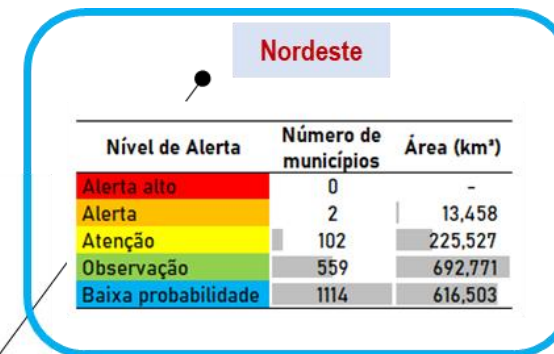 Nordeste
Nível de Alerta Número de municípios Área (km²)
Alerta alto 0 -
Alerta 2 13,458
Atenção 102 225,527
Observação 559 692,771
Baixa probabilidade 1114 616,503